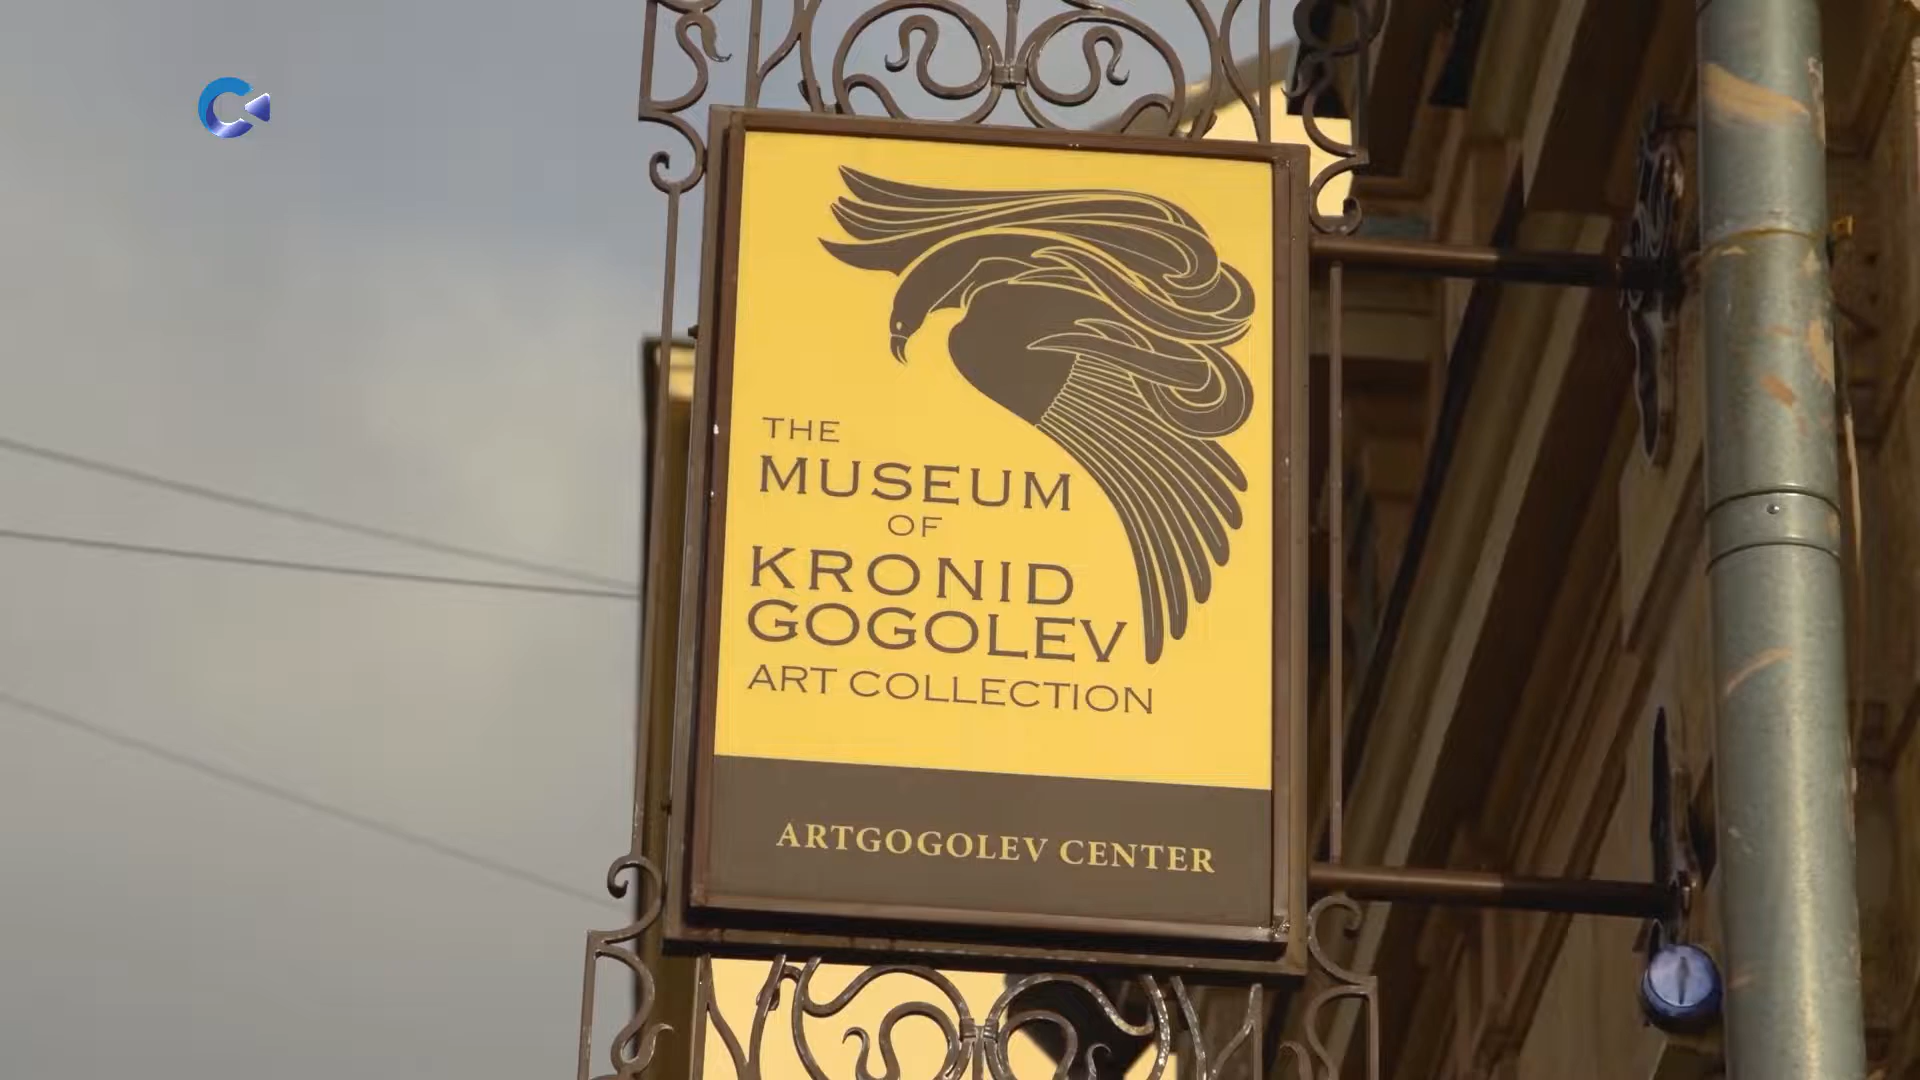 THE
MUSEUM
OF
KRONID
GOGOLEV
ART COLLECTION
ARTGOGOLEV CENTER